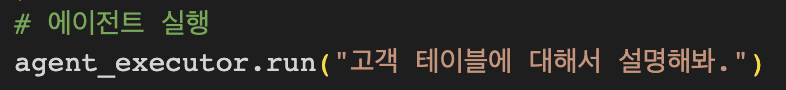 # 에이전트 실행
agent_executor.run("고객 테이블에 대해서 설명해봐.")